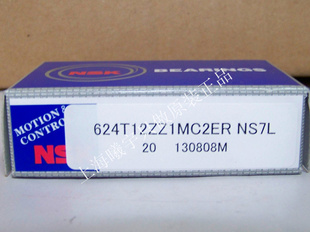 NSK
BEARINGS
MOTION &
CONTROL
NSK
624T12ZZ1MC2ER NS7L
20 130808M